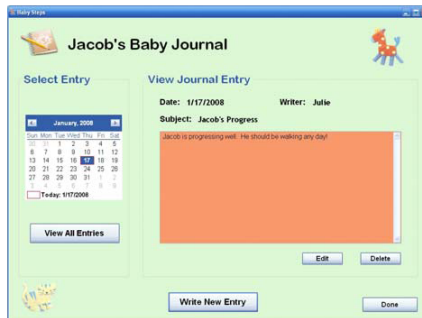 Baby Steps
Jacob's Baby Journal
Select Entry
January, 2008
Sun Mon Tue Wed Thu Fri Sat
30 31 1 2 3 4 5
6 7 8 9 10 11 12
13 14 15 16 17 18 19
20 21 22 23 24 25 26
27 28 29 30 31 1 2
3 4 5 6 7 8 9
Today: 1/17/2008
View All Entries
View Journal Entry
Date: 1/17/2008 Writer: Julie
Subject: Jacob's Progress
Jacob is progressing well. He should be walking any day!
Edit Delete
Write New Entry
Done